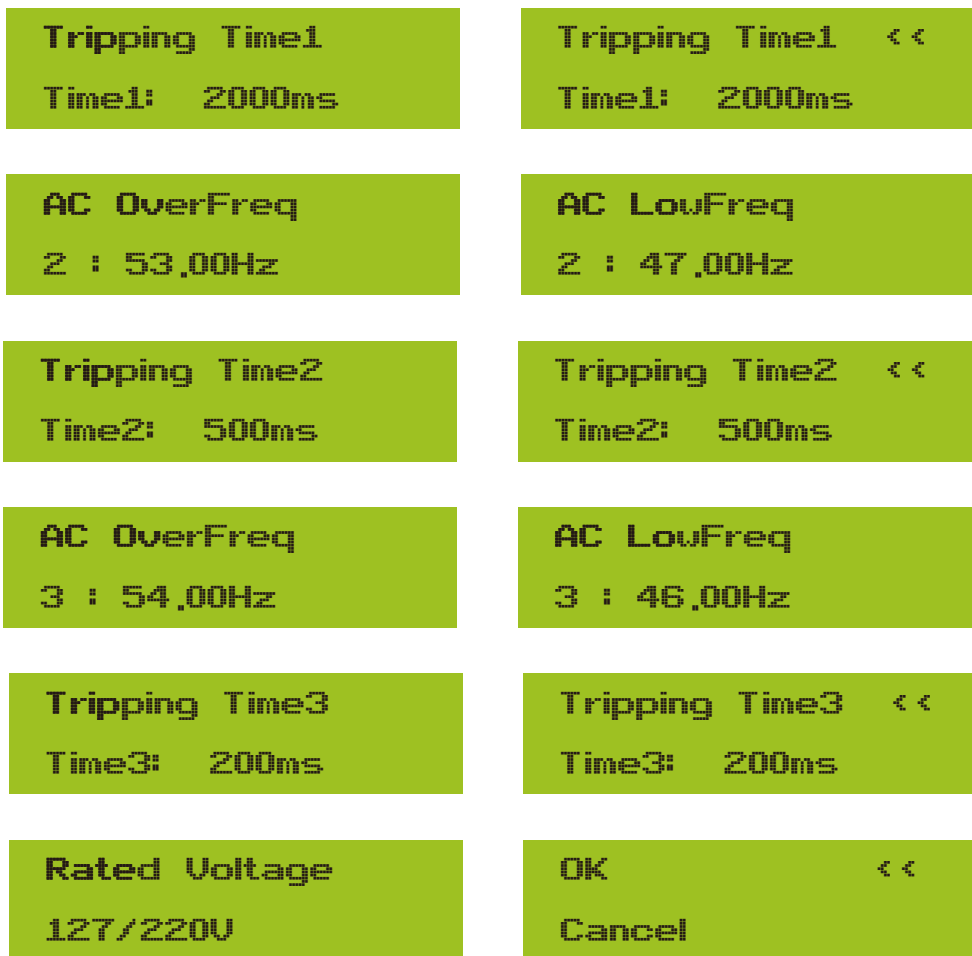 Tripping Time1
Time1: 2000ms
Tripping Time1 <<
Time1: 2000ms
AC OverFreq
2 : 53.00Hz
AC LowFreq
2 : 47.00Hz
Tripping Time2
Time2: 500ms
Tripping Time2 <<
Time2: 500ms
AC OverFreq
3 : 54.00Hz
AC LowFreq
3 : 46.00Hz
Tripping Time3
Time3: 200ms
Tripping Time3 <<
Time3: 200ms
Rated Voltage
127/220V
OK <<
Cancel